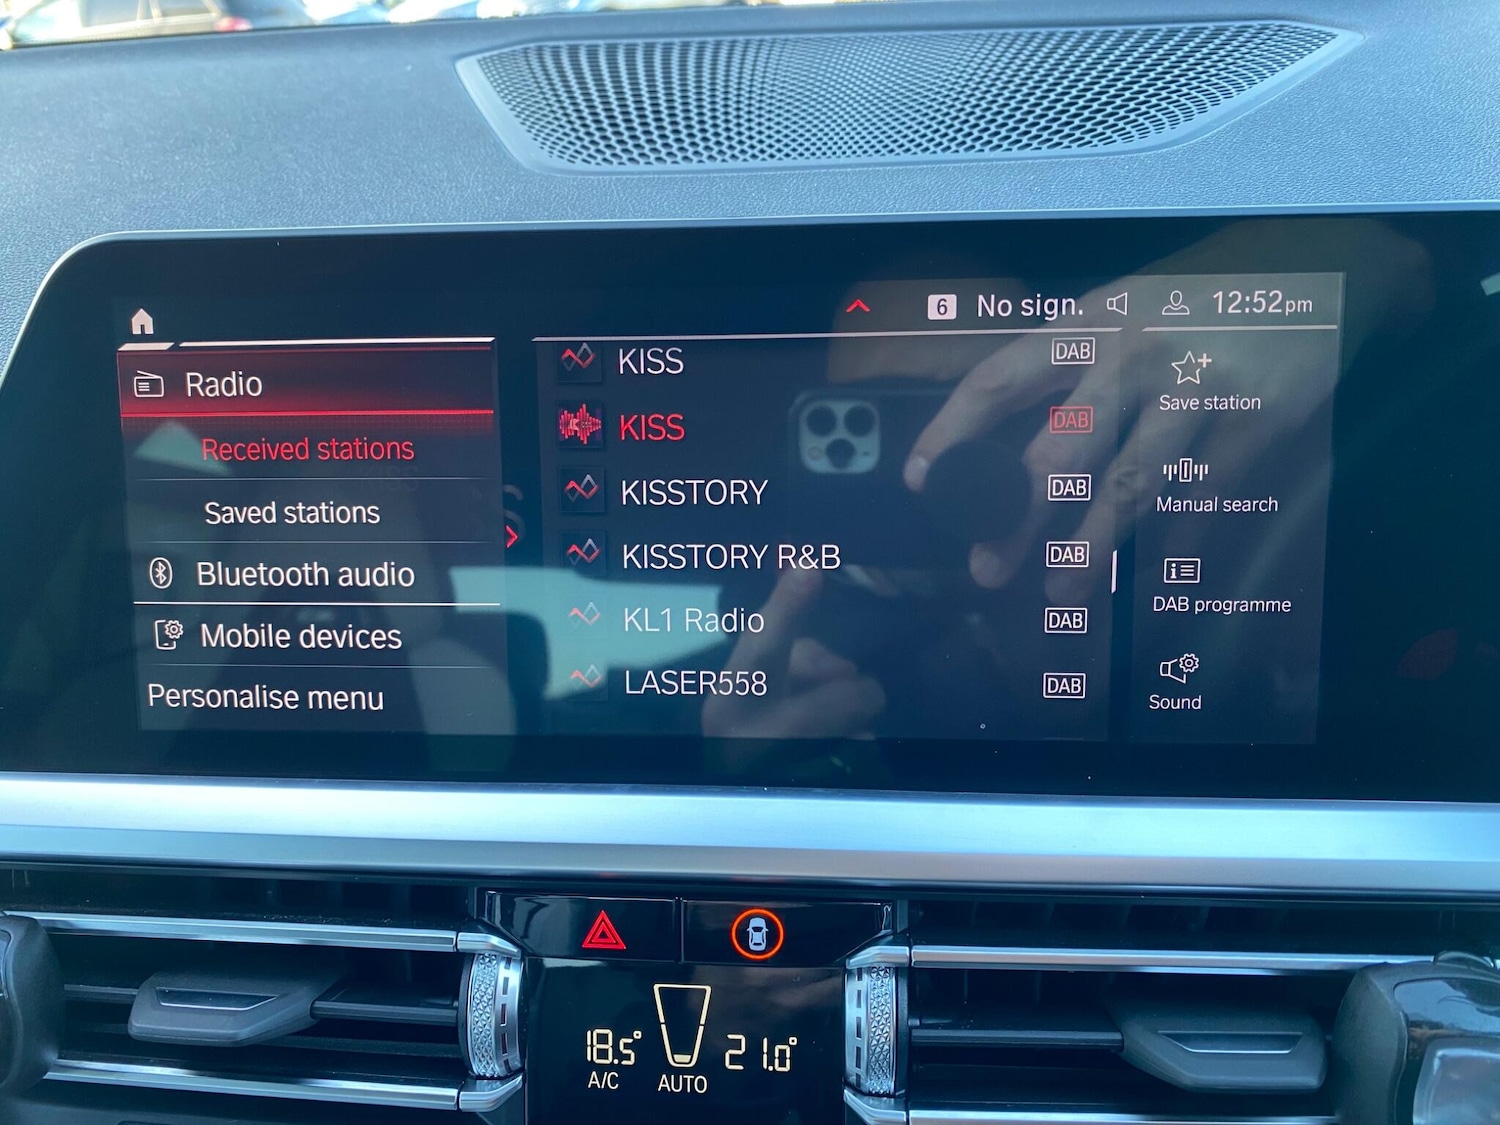 6 No sign. 12:52pm
Radio
Received stations
Saved stations
Bluetooth audio
Mobile devices
Personalise menu
KISS DAB
KISS DAB
KISSTORY DAB
KISSTORY R&B DAB
KL1 Radio DAB
LASER558 DAB
Save station
Manual search
DAB programme
Sound
18.5° 21.0°
A/C AUTO